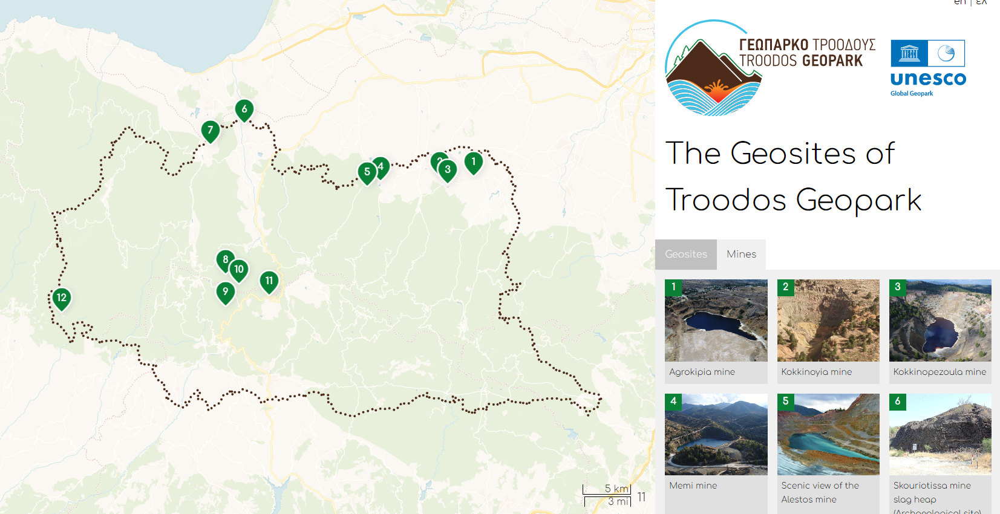 en | ελ
ΓΕΩΠΑΡΚΟ ΤΡΟΟΔΟΥΣ
TROODOS GEOPARK
unesco
Global Geopark
The Geosites of
Troodos Geopark
Geosites
Mines
1
2
3
Agrokipia mine
Kokkinoyia mine
Kokkinopezoula mine
4
5
6
Memi mine
Scenic view of the
Alestos mine
Skouriotissa mine
slag heap
(Archaeological site)
6
7
5
4
2
3
1
8
10
11
9
12
5 km
3 mi
11